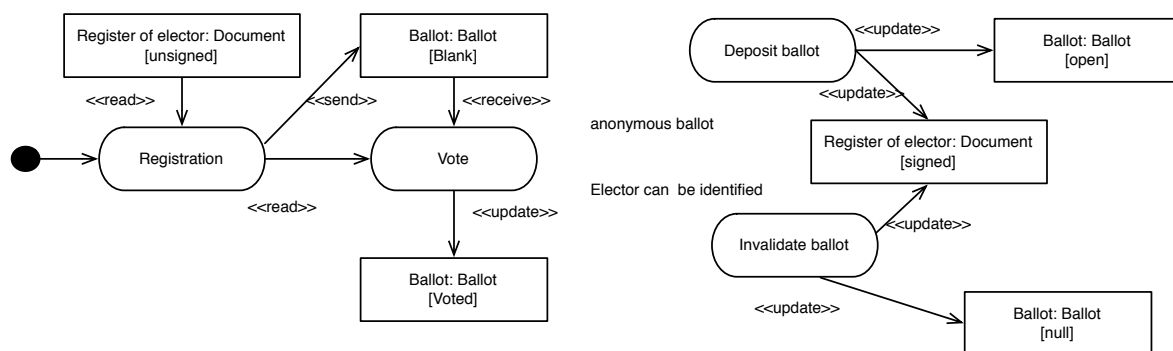 Register of elector: Document
[unsigned]
Ballot: Ballot
[Blank]
<<read>>
<<send>>
<<receive>>
Registration
Vote
<<read>>
<<update>>
Ballot: Ballot
[Voted]
Deposit ballot
<<update>>
Ballot: Ballot
[open]
<<update>>
anonymous ballot
Register of elector: Document
[signed]
Elector can be identified
<<update>>
Invalidate ballot
<<update>>
Ballot: Ballot
[null]